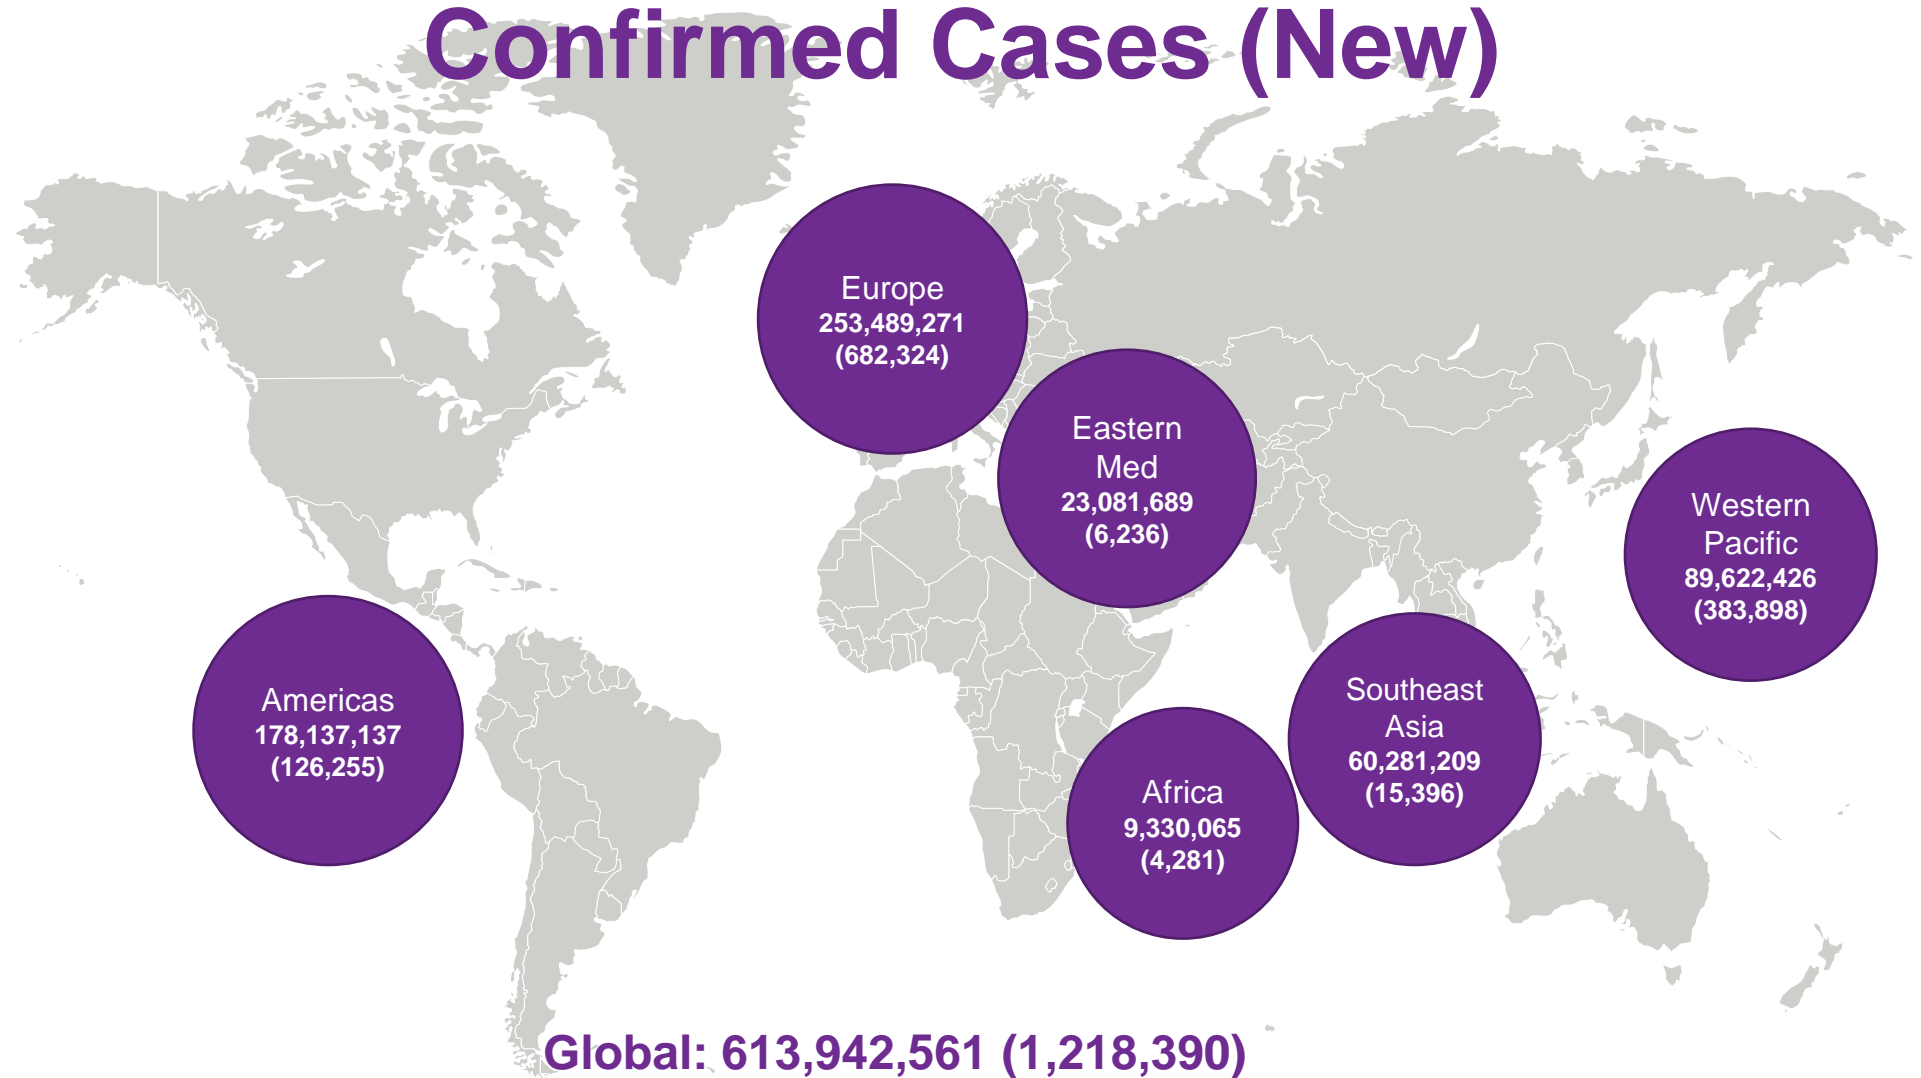 Confirmed Cases (New)
Europe
253,489,271
(682,324)
Eastern
Med
23,081,689
(6,236)
Western
Pacific
89,622,426
(383,898)
Americas
178,137,137
(126,255)
Southeast
Asia
60,281,209
(15,396)
Africa
9,330,065
(4,281)
Global: 613,942,561 (1,218,390)